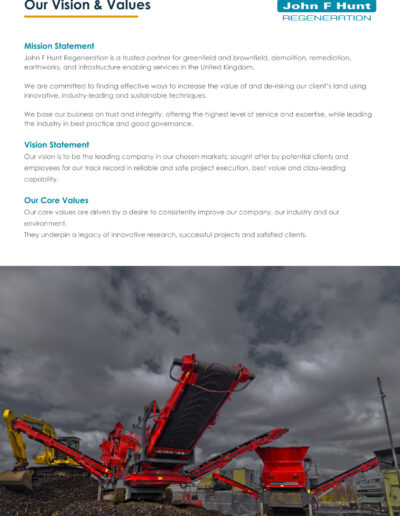 Our Vision & Values
John F Hunt
REGENERATION
Mission Statement
John F Hunt Regeneration is a trusted partner for greenfield and brownfield, demolition, remediation,
earthworks, and infrastructure enabling services in the United Kingdom.
We are committed to finding effective ways to increase the value of and de-risking our client's land using
innovative, industry-leading and sustainable techniques.
We base our business on trust and integrity, offering the highest level of service and expertise, while leading
the industry in best practice and good governance.
Vision Statement
Our vision is to be the leading company in our chosen markets; sought after by potential clients and
employees for our track record in reliable and safe project execution, best value and class-leading
capability.
Our Core Values
Our core values are driven by a desire to consistently improve our company, our industry and our
environment.
They underpin a legacy of innovative research, successful projects and satisfied clients.